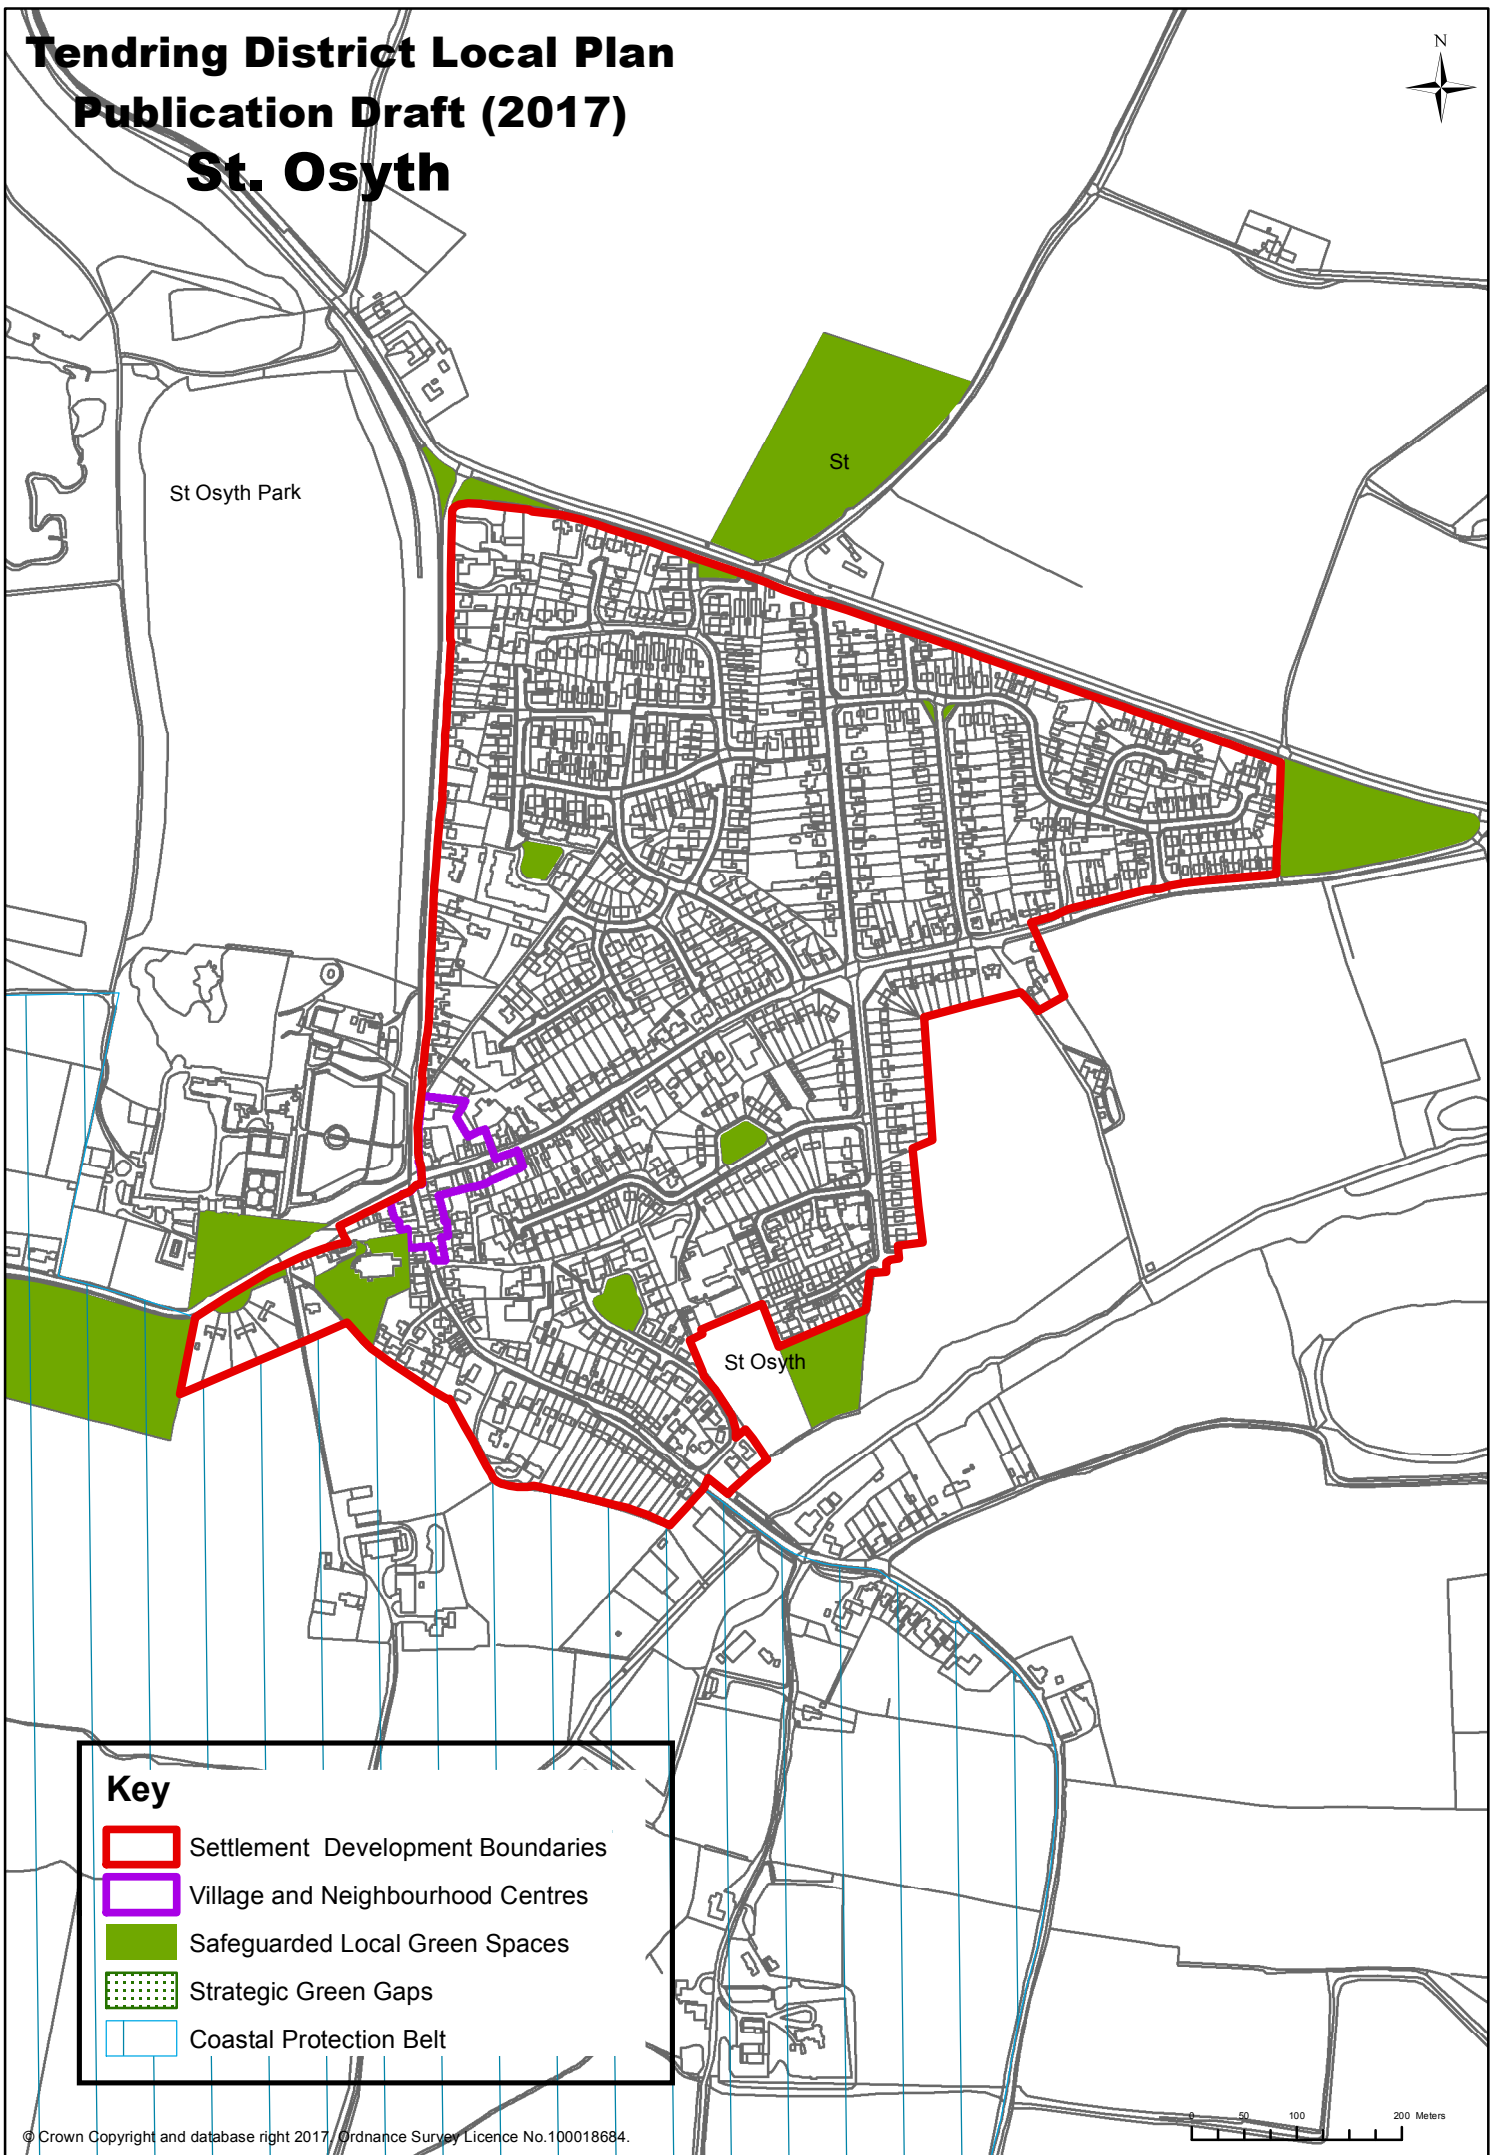 Tendring District Local Plan
Publication Draft (2017)
St. Osyth
N
St
St Osyth Park
St Osyth
Key
Settlement Development Boundaries
Village and Neighbourhood Centres
Safeguarded Local Green Spaces
Strategic Green Gaps
Coastal Protection Belt
0 50 100 200 Meters
© Crown Copyright and database right 2017. Ordnance Survey Licence No.100018684.